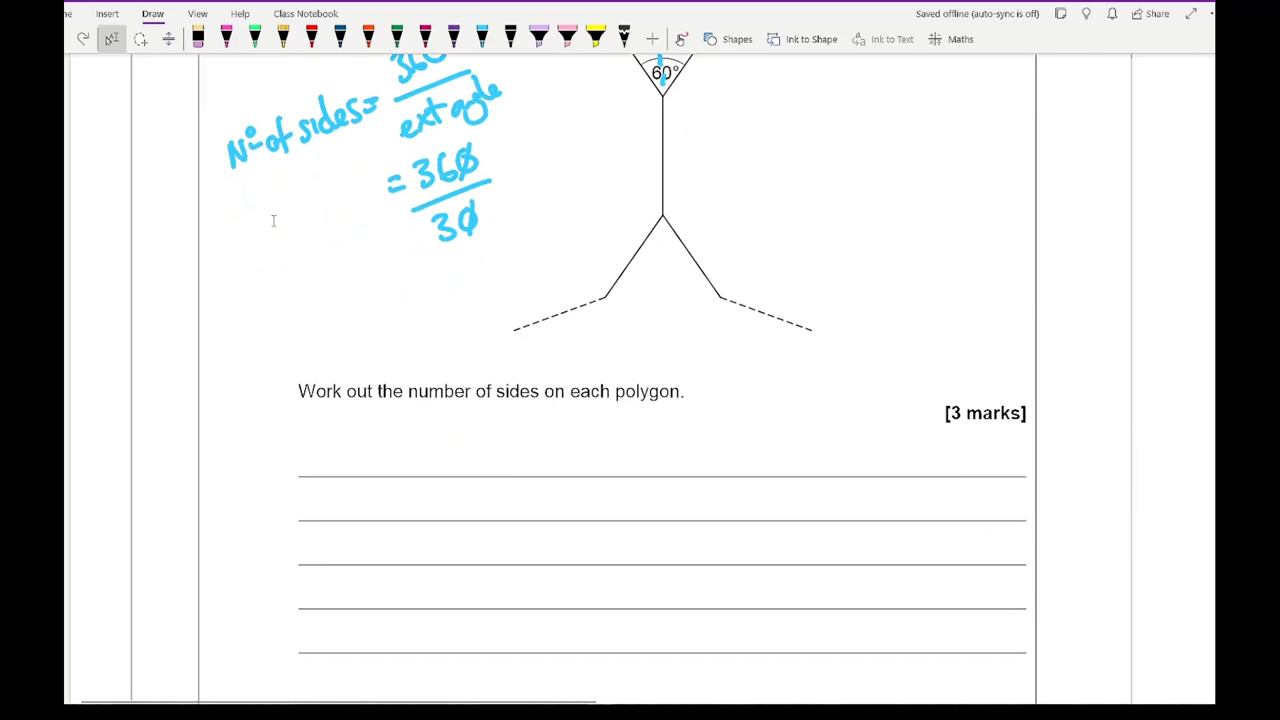 Insert Draw View Help Class Notebook Saved offline (auto-sync is off) Share
Shapes Ink to Shape Ink to Text Maths
60°
360
Nº of sides = ext angle
= 360
30
Work out the number of sides on each polygon.
[3 marks]